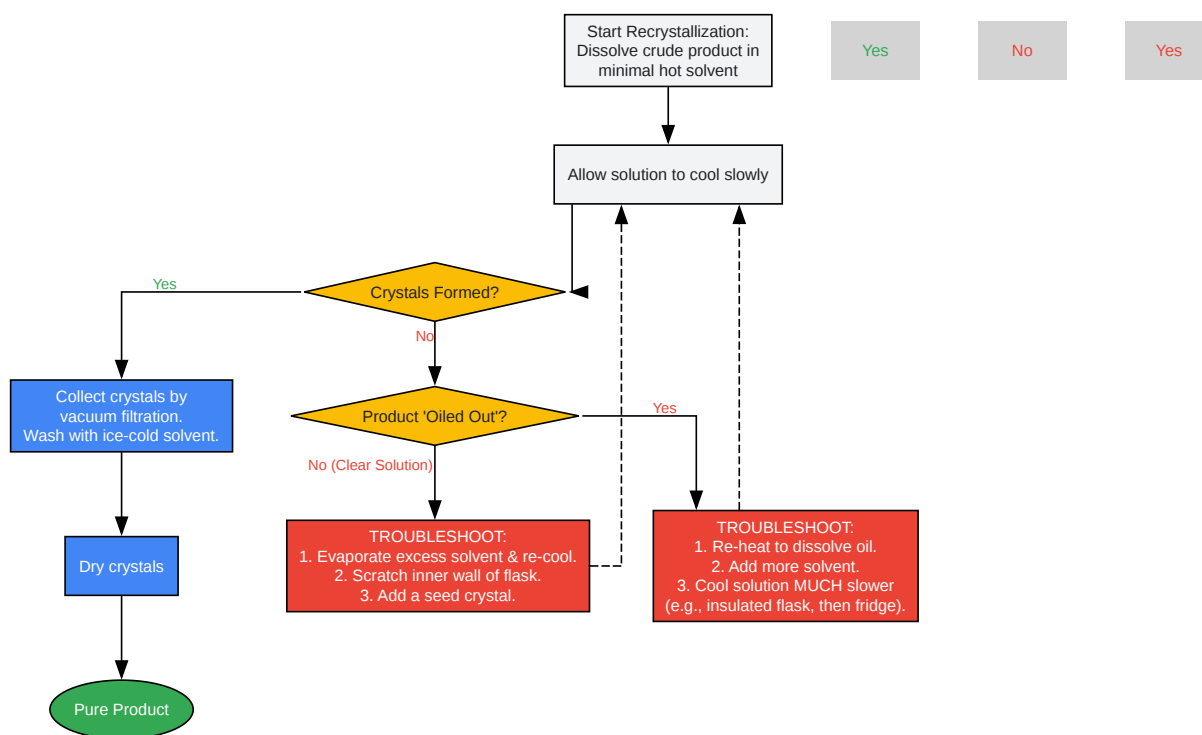 Start Recrystallization:
Dissolve crude product in
minimal hot solvent
Yes
No
Yes
Allow solution to cool slowly
Yes
Crystals Formed?
No
Collect crystals by
vacuum filtration.
Wash with ice-cold solvent.
Product 'Oiled Out'?
Yes
No (Clear Solution)
TROUBLESHOOT:
1. Evaporate excess solvent & re-cool.
2. Scratch inner wall of flask.
3. Add a seed crystal.
TROUBLESHOOT:
1. Re-heat to dissolve oil.
2. Add more solvent.
3. Cool solution MUCH slower
(e.g., insulated flask, then fridge).
Dry crystals
Pure Product